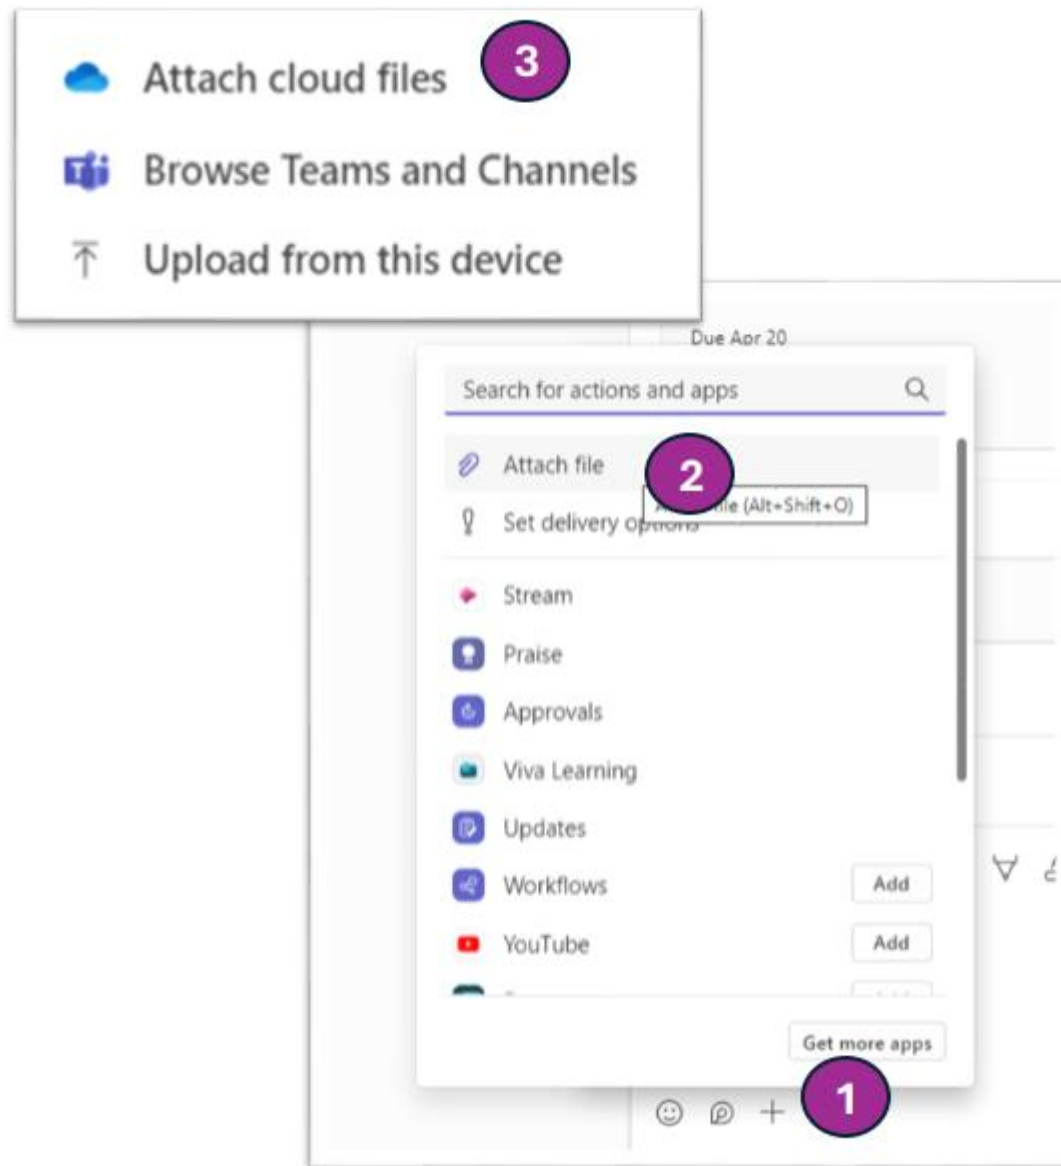 Attach cloud files
3
Browse Teams and Channels
Upload from this device
Due Apr 20
Search for actions and apps
Attach file
2
file (Alt+Shift+O)
Set delivery options
Stream
Praise
Approvals
Viva Learning
Updates
Workflows Add
YouTube Add
Get more apps
1